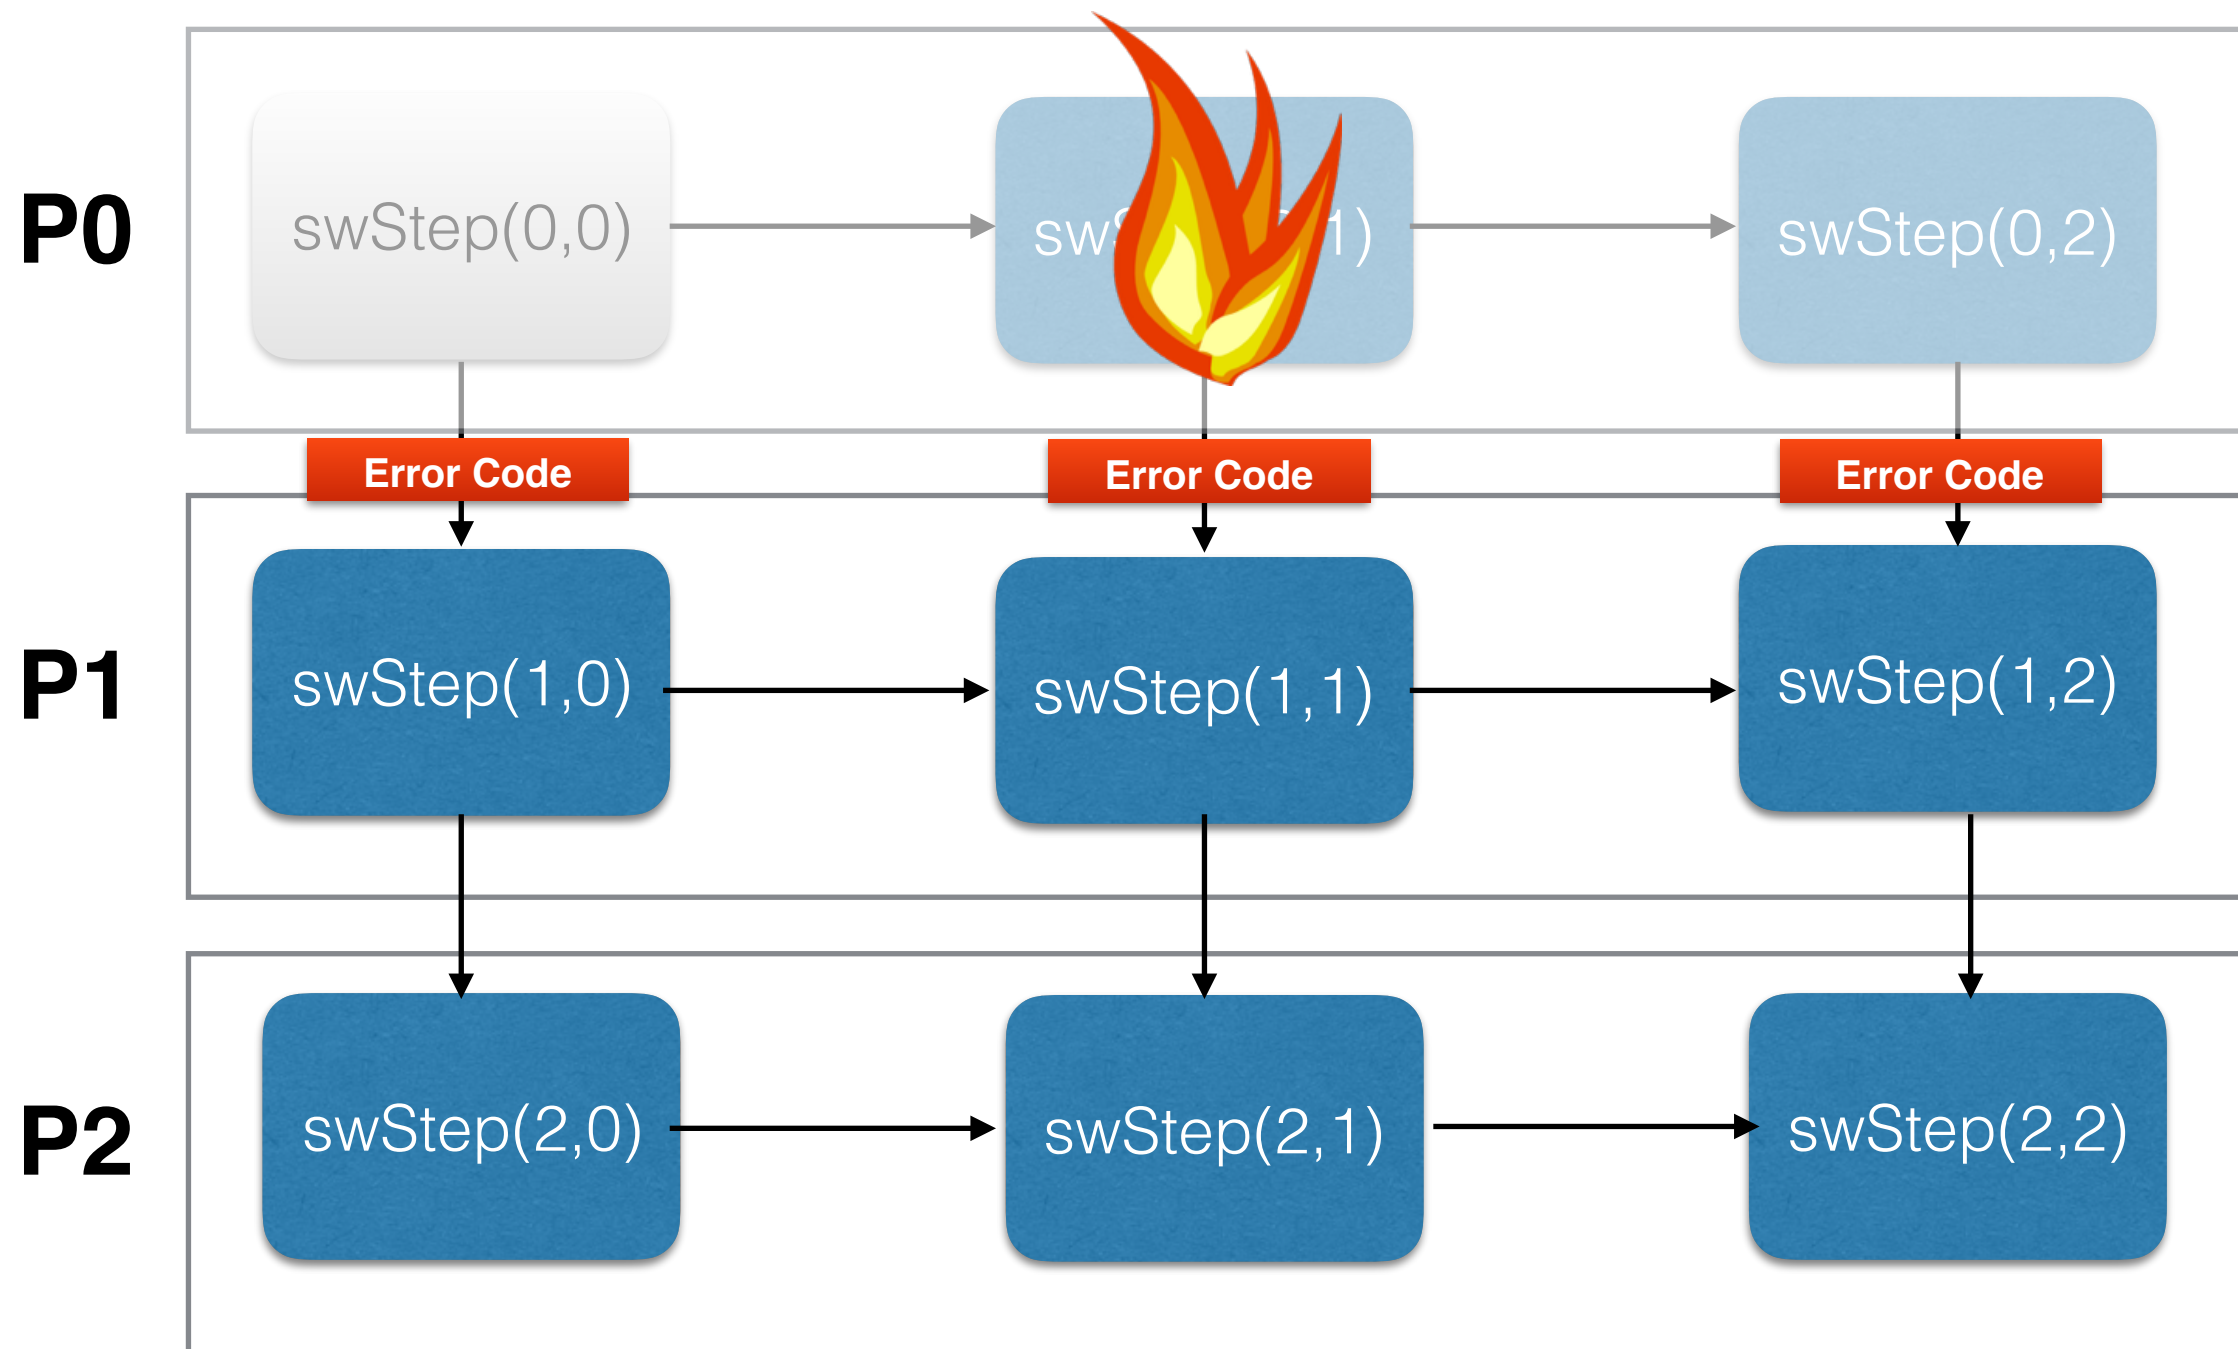 P0
swStep(0,0)
swStep(0,2)
Error Code
Error Code
Error Code
P1
swStep(1,0)
swStep(1,1)
swStep(1,2)
P2
swStep(2,0)
swStep(2,1)
swStep(2,2)